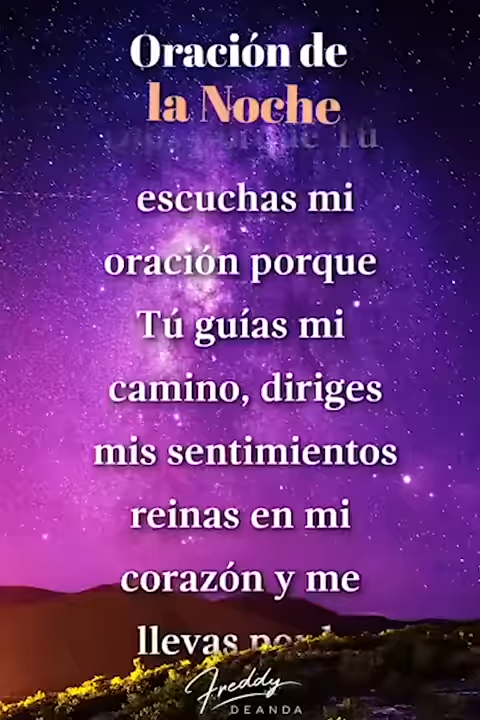 Oración de
la Noche
Tú
escuchas mi
oración porque
Tú guías mi
camino, diriges
mis sentimientos
reinas en mi
corazón y me
llevas
Freddy
DEANDA